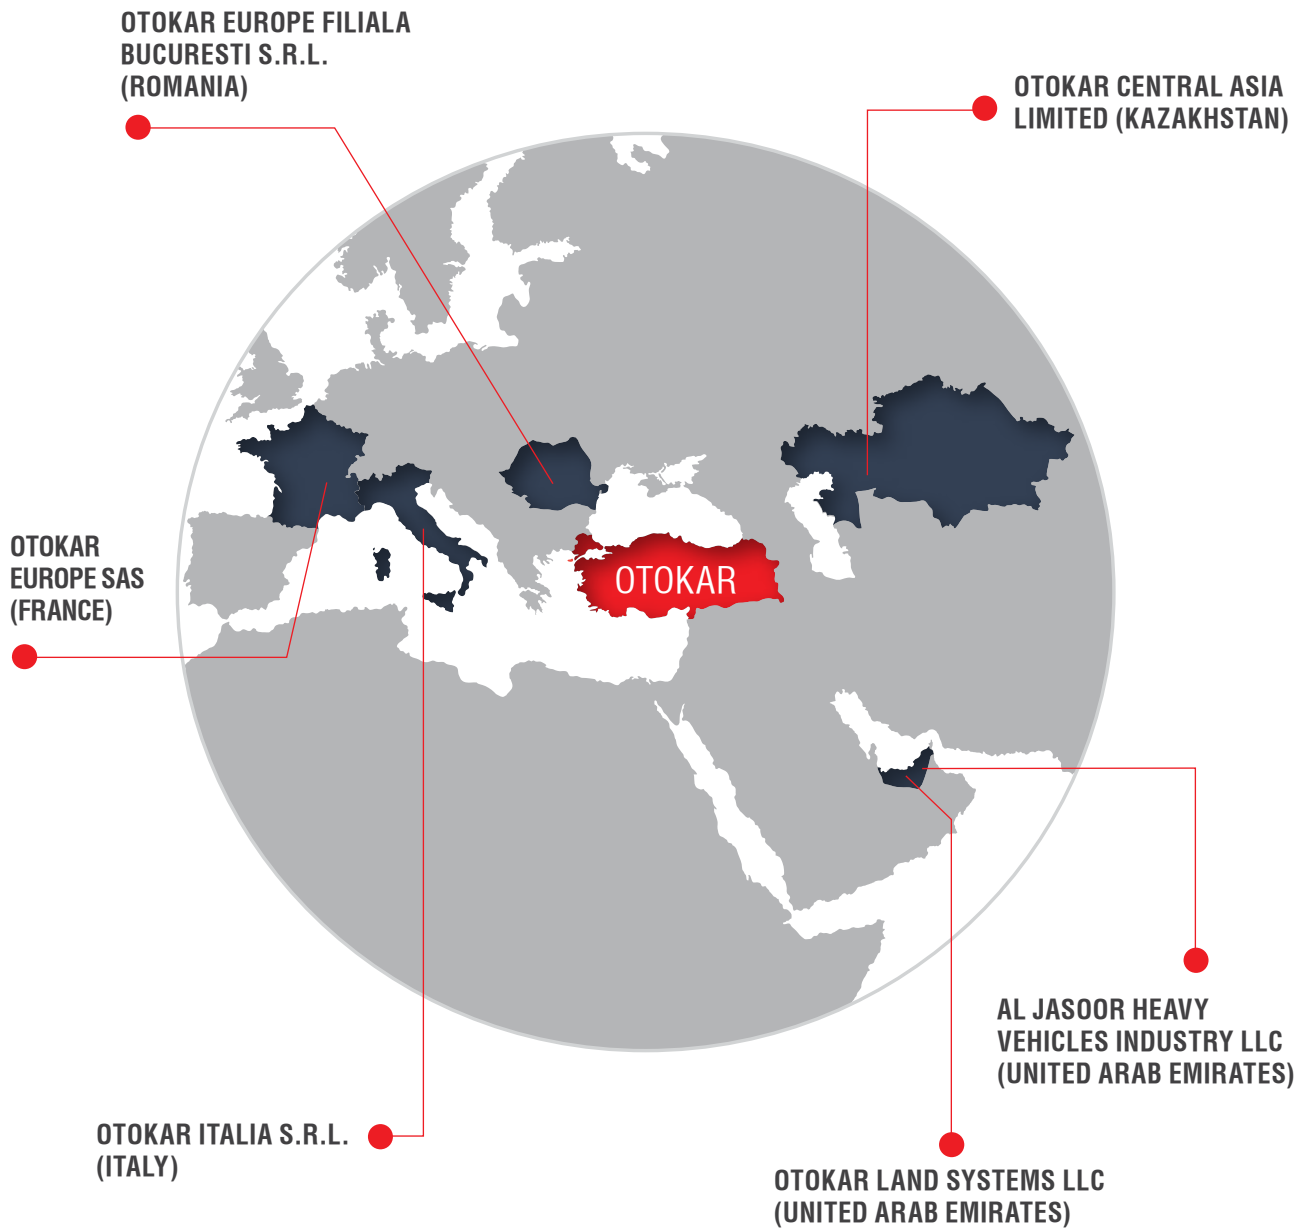 OTOKAR EUROPE FILIALA
BUCURESTI S.R.L.
(ROMANIA)
OTOKAR CENTRAL ASIA
LIMITED (KAZAKHSTAN)
OTOKAR
EUROPE SAS
(FRANCE)
OTOKAR
AL JASOOR HEAVY
VEHICLES INDUSTRY LLC
(UNITED ARAB EMIRATES)
OTOKAR ITALIA S.R.L.
(ITALY)
OTOKAR LAND SYSTEMS LLC
(UNITED ARAB EMIRATES)